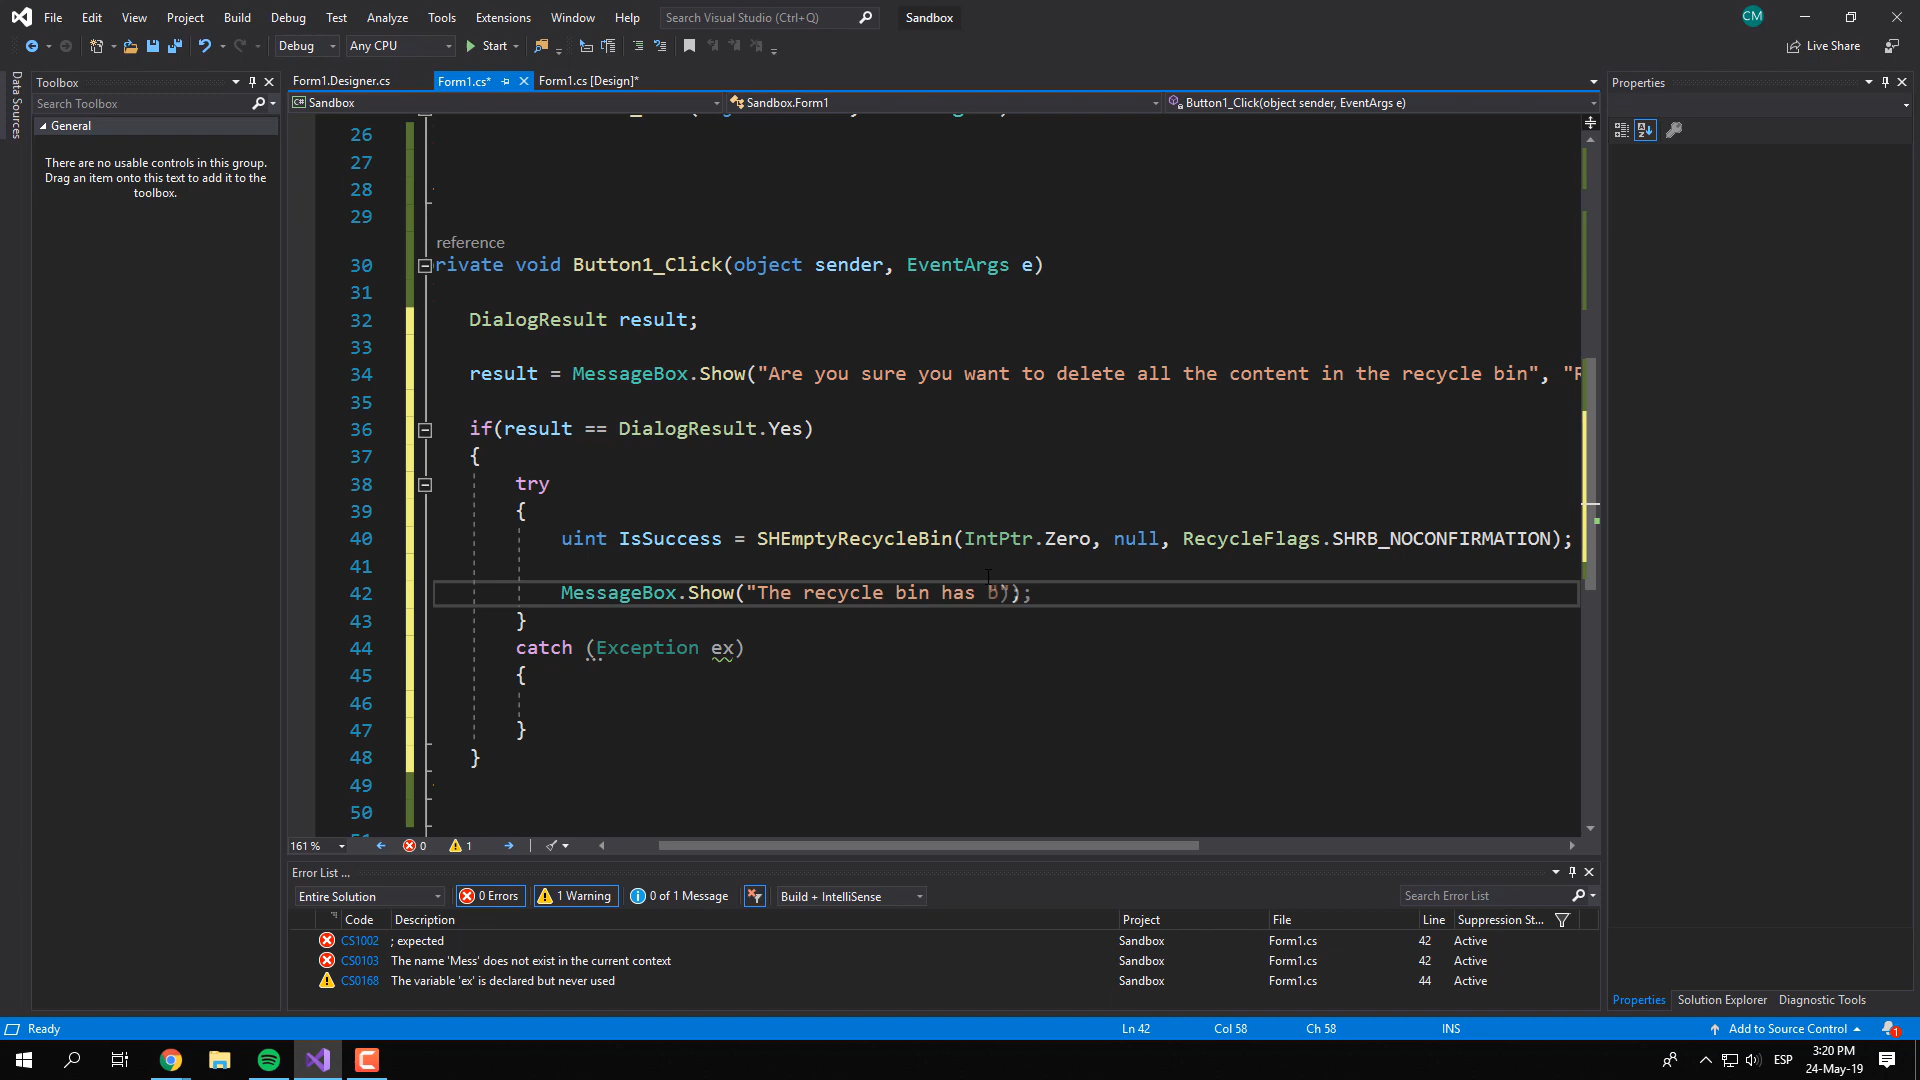 File Edit View Project Build Debug Test Analyze Tools Extensions Window Help Search Visual Studio (Ctrl+Q) Sandbox CM
Debug Any CPU Start Live Share
Data Sources
Toolbox
Search Toolbox
General
There are no usable controls in this group.
Drag an item onto this text to add it to the
toolbox.
Form1.Designer.cs Form1.cs* Form1.cs [Design]*
Sandbox Sandbox.Form1 Button1_Click(object sender, EventArgs e)
26
27
28
29
reference
30 rivate void Button1_Click(object sender, EventArgs e)
31
32 DialogResult result;
33
34 result = MessageBox.Show("Are you sure you want to delete all the content in the recycle bin", "R
35
36 if(result == DialogResult.Yes)
37 {
38 try
39 {
40 uint IsSuccess = SHEmptyRecycleBin(IntPtr.Zero, null, RecycleFlags.SHRB_NOCONFIRMATION);
41
42 MessageBox.Show("The recycle bin has
43 }
44 catch (Exception ex)
45 {
46
47 }
48 }
49
50
161 % 0 1
Error List ...
Entire Solution 0 Errors 1 Warning 0 of 1 Message Build + IntelliSense Search Error List
Code Description Project File Line Suppression St...
CS1002 ; expected Sandbox Form1.cs 42 Active
CS0103 The name 'Mess' does not exist in the current context Sandbox Form1.cs 42 Active
CS0168 The variable 'ex' is declared but never used Sandbox Form1.cs 44 Active
Properties
Properties Solution Explorer Diagnostic Tools
Ready Ln 42 Col 58 Ch 58 INS Add to Source Control 1
ESP 3:20 PM
24-May-19